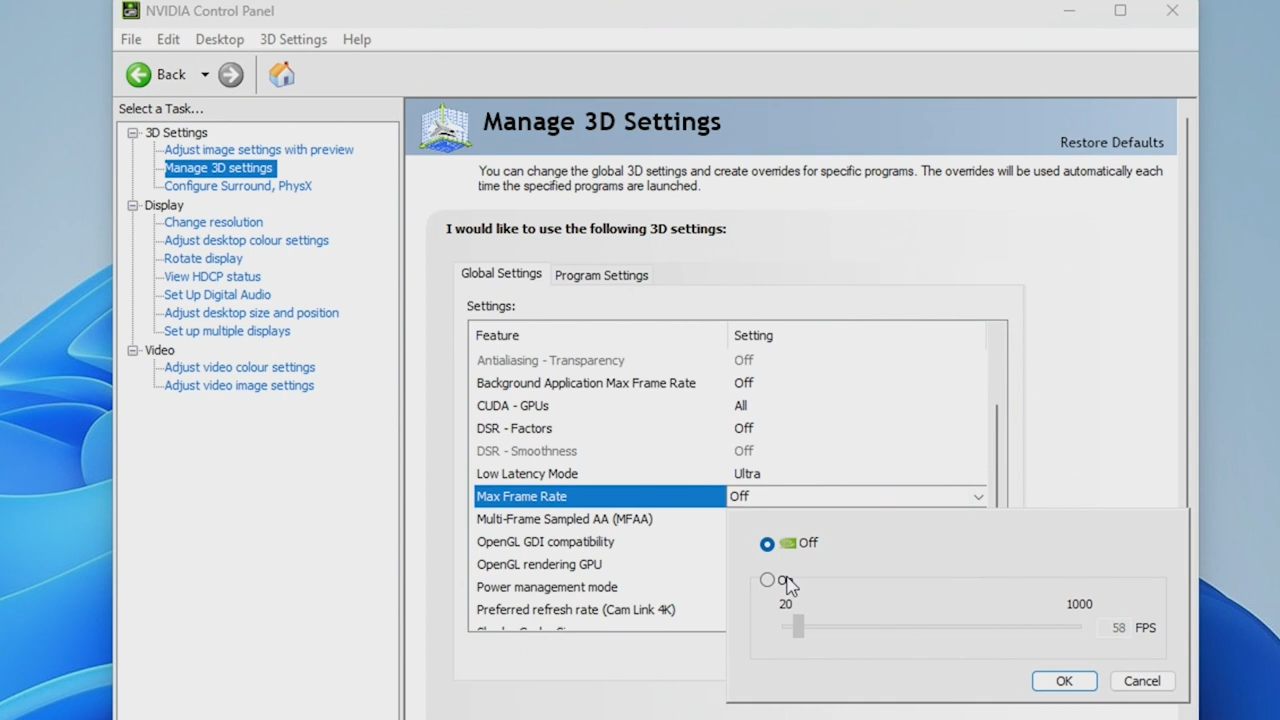 NVIDIA Control Panel
File Edit Desktop 3D Settings Help
Back
Select a Task...
3D Settings
Adjust image settings with preview
Manage 3D settings
Configure Surround, PhysX
Display
Change resolution
Adjust desktop colour settings
Rotate display
View HDCP status
Set Up Digital Audio
Adjust desktop size and position
Set up multiple displays
Video
Adjust video colour settings
Adjust video image settings
Manage 3D Settings
Restore Defaults
You can change the global 3D settings and create overrides for specific programs. The overrides will be used automatically each
time the specified programs are launched.
I would like to use the following 3D settings:
Global Settings Program Settings
Settings:
Feature Setting
Antialiasing - Transparency Off
Background Application Max Frame Rate Off
CUDA - GPUs All
DSR - Factors Off
DSR - Smoothness Off
Low Latency Mode Ultra
Max Frame Rate Off
Multi-Frame Sampled AA (MFAA)
OpenGL GDI compatibility
OpenGL rendering GPU
Power management mode
Preferred refresh rate (Cam Link 4K)
Off
20 1000
58 FPS
OK Cancel